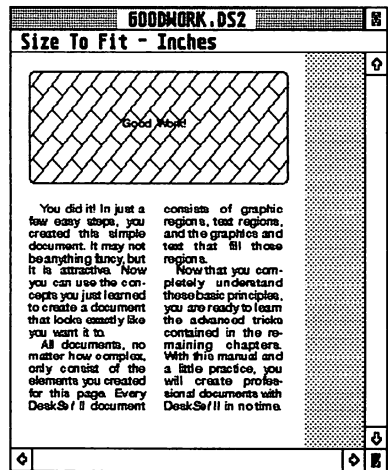 GOODWORK.DS2
Size To Fit - Inches
Good Work!
You did it! In just a
few easy steps, you
created this simple
document. It may not
be anything fancy, but
it is attractive. Now
you can use the con-
cepts you just learned
to create a document
that looks exactly like
you want it to.
All documents, no
matter how complex,
only consist of the
elements you created
for this page. Every
DeskSet II document
consists of graphic
regions, text regions,
and the graphics and
text that fill those
regions.
Now that you com-
pletely understand
these basic principles,
you are ready to learn
the advanced tricks
contained in the re-
maining chapters.
With this manual and
a little practice, you
will create profes-
sional documents with
DeskSet II in no time.